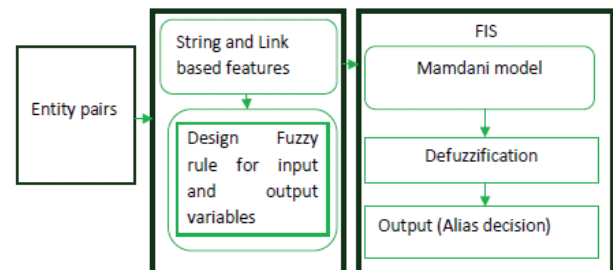 Entity pairs
String and Link
based features
Design Fuzzy
rule for input
and output
variables
FIS
Mamdani model
Defuzzification
Output (Alias decision)